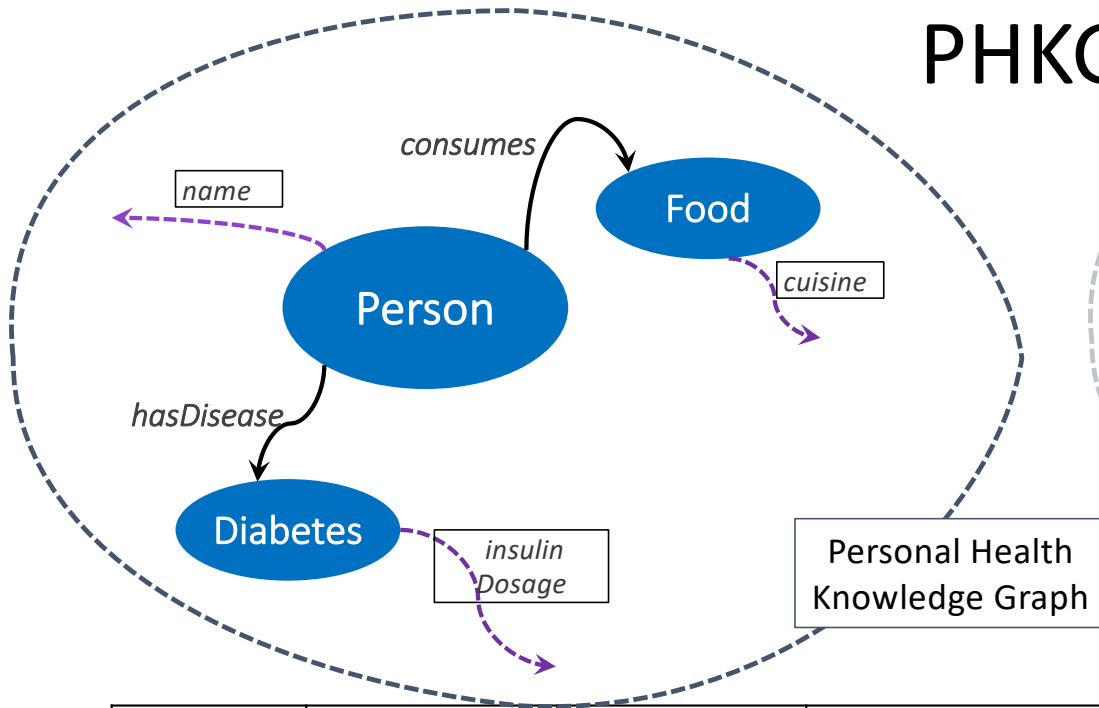 PHKG
consumes
name
Food
cuisine
Person
hasDisease
Diabetes
insulin
Dosage
Personal Health
Knowledge Graph